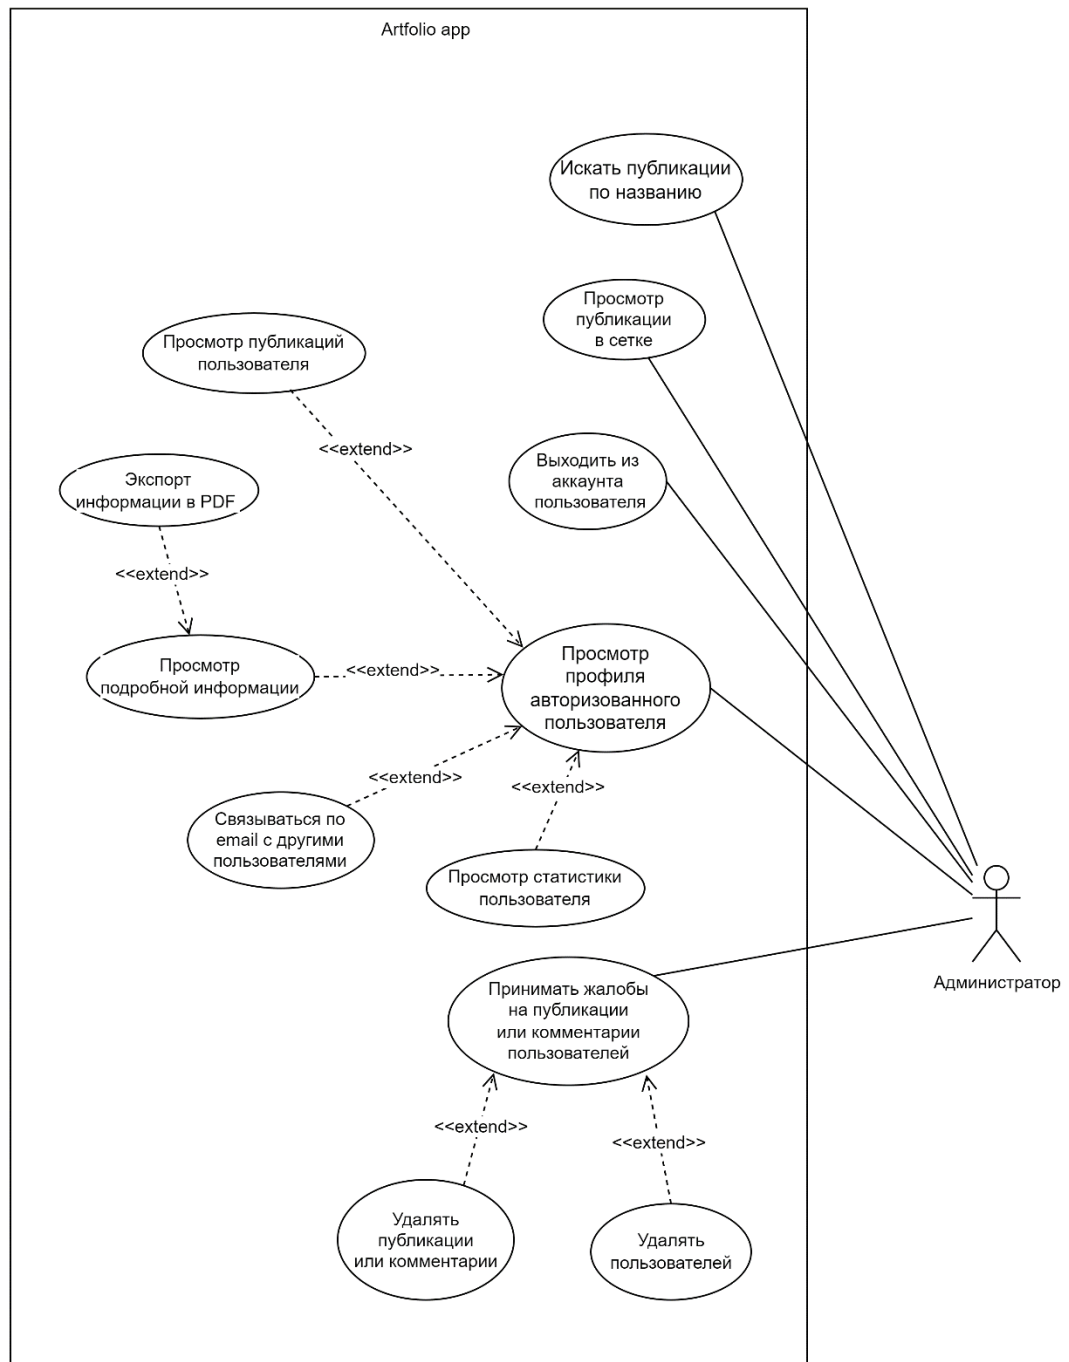 Artfolio app
Искать публикации
по названию
Просмотр
публикации
в сетке
Просмотр публикаций
пользователя
<<extend>>
Выходить из
аккаунта
пользователя
Экспорт
информации в PDF
<<extend>>
Просмотр
подробной информации
<<extend>>
Просмотр
профиля
авторизованного
пользователя
<<extend>>
<<extend>>
Связываться по
email с другими
пользователями
Просмотр статистики
пользователя
Администратор
Принимать жалобы
на публикации
или комментарии
пользователей
<<extend>>
<<extend>>
Удалять
публикации
или комментарии
Удалять
пользователей